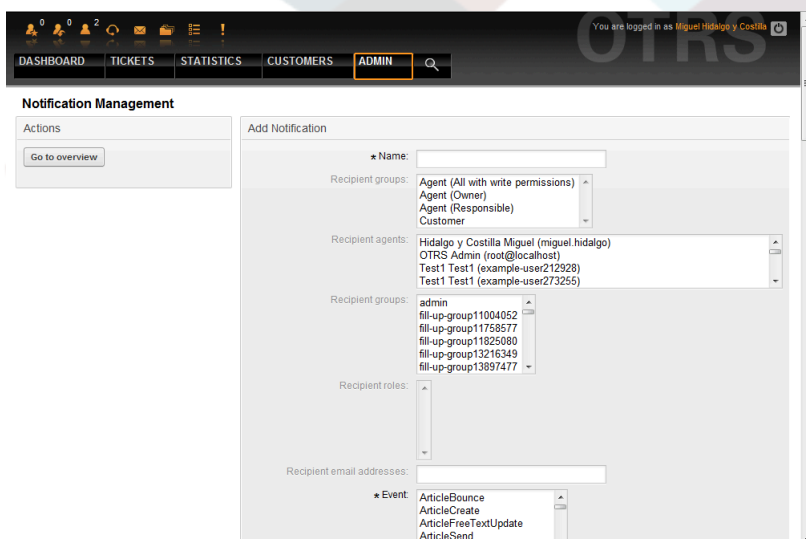 0 0 2
OTRS
You are logged in as Miguel Hidalgo y Costilla
DASHBOARD TICKETS STATISTICS CUSTOMERS ADMIN
Notification Management
Actions
Go to overview
Add Notification
★ Name:
Recipient groups:
Agent (All with write permissions)
Agent (Owner)
Agent (Responsible)
Customer
Recipient agents:
Hidalgo y Costilla Miguel (miguel.hidalgo)
OTRS Admin (root@localhost)
Test1 Test1 (example-user212928)
Test1 Test1 (example-user273255)
Recipient groups:
admin
fill-up-group11004052
fill-up-group11758577
fill-up-group11825080
fill-up-group13216349
fill-up-group13897477
Recipient roles:
Recipient email addresses:
★ Event:
ArticleBounce
ArticleCreate
ArticleFreeTextUpdate
ArticleSend